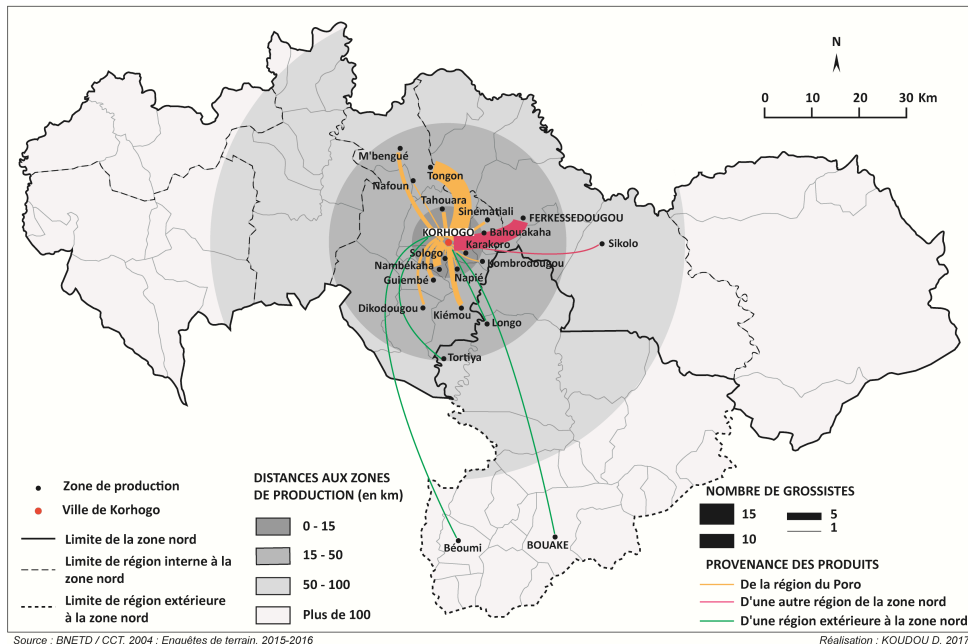 N
0 10 20 30 Km
M'bengué
Tongon
Nafoun
Tahouara
Sinématiali
FERKESSEDOUGOU
KORHOGO
Bahouakaha
Karakoro
Sikolo
Sologo
Kombrodougou
Nambékaha
Napié
Guiembé
Dikodougou
Kiémou
Longo
Tortiya
Béoumi
BOUAKE
Zone de production
Ville de Korhogo
Limite de la zone nord
Limite de région interne à la
zone nord
Limite de région extérieure
à la zone nord
DISTANCES AUX ZONES
DE PRODUCTION (en km)
0 - 15
15 - 50
50 - 100
Plus de 100
NOMBRE DE GROSSISTES
15
10
5
1
PROVENANCE DES PRODUITS
De la région du Poro
D'une autre région de la zone nord
D'une région extérieure à la zone nord
Source : BNETD / CCT, 2004 ; Enquêtes de terrain, 2015-2016
Réalisation : KOUDOU D. 2017